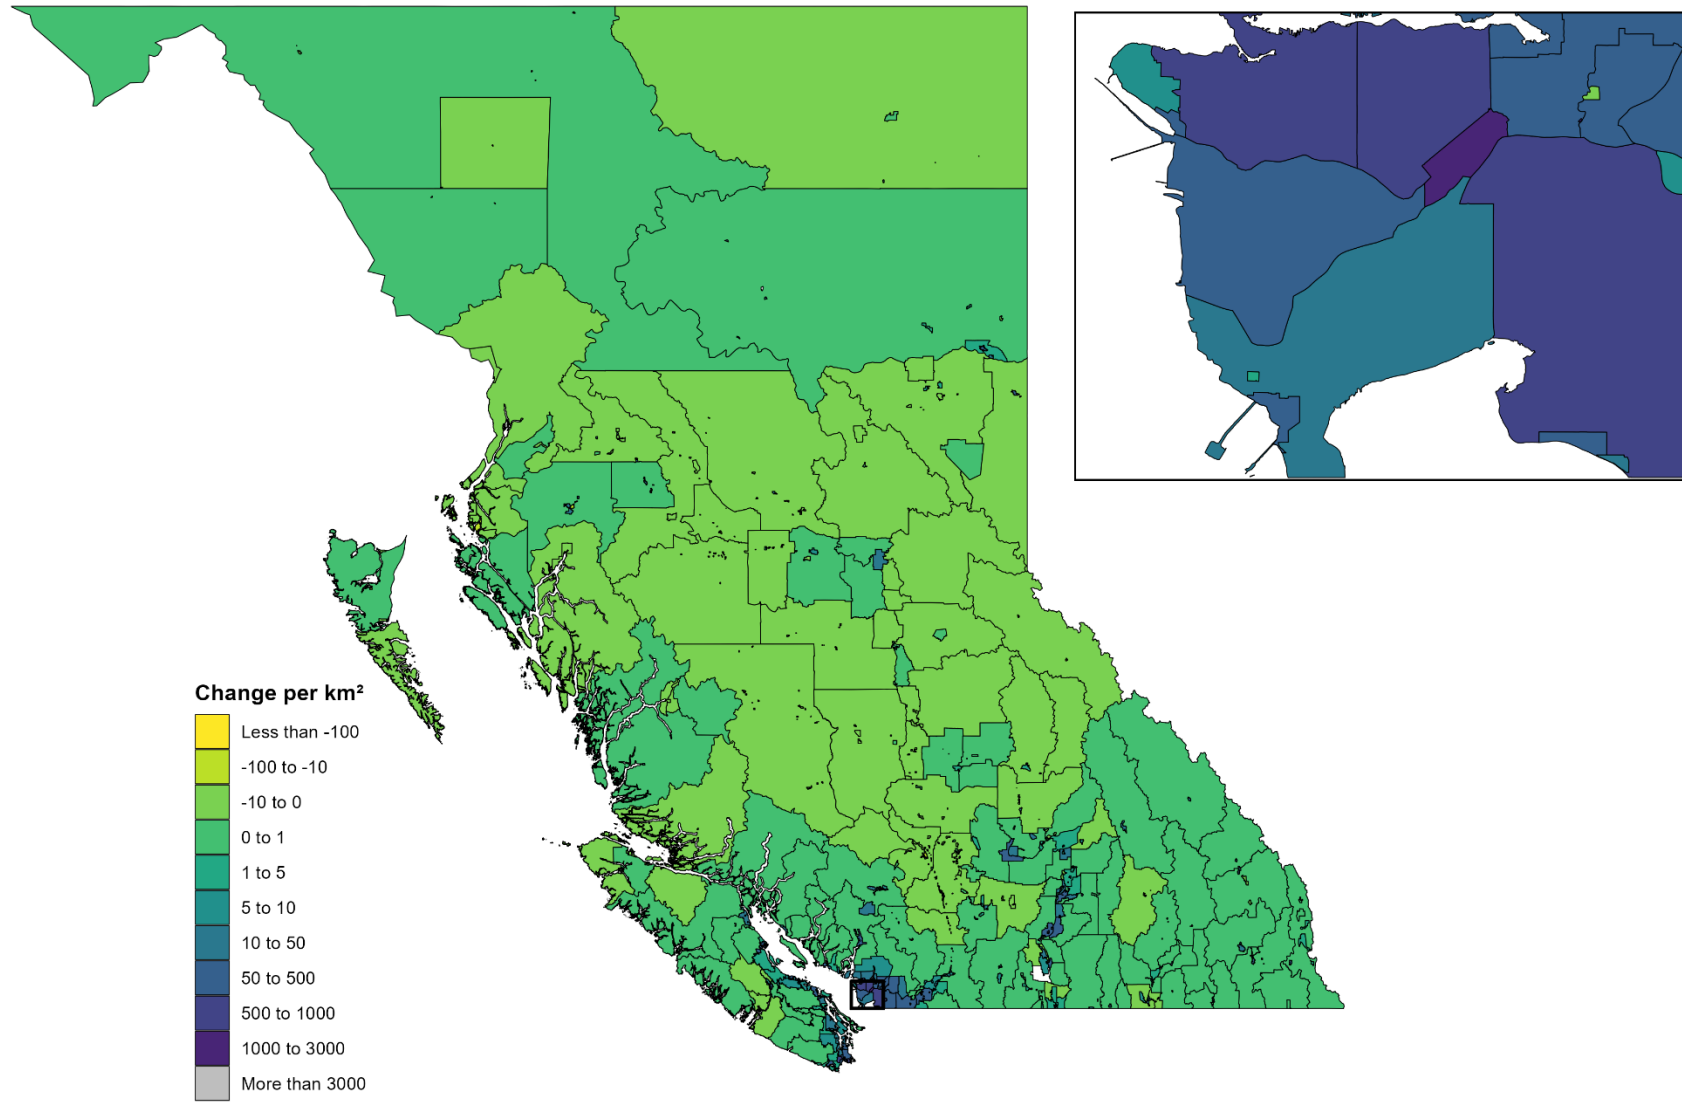 Change per km²
Less than -100
-100 to -10
-10 to 0
0 to 1
1 to 5
5 to 10
10 to 50
50 to 500
500 to 1000
1000 to 3000
More than 3000